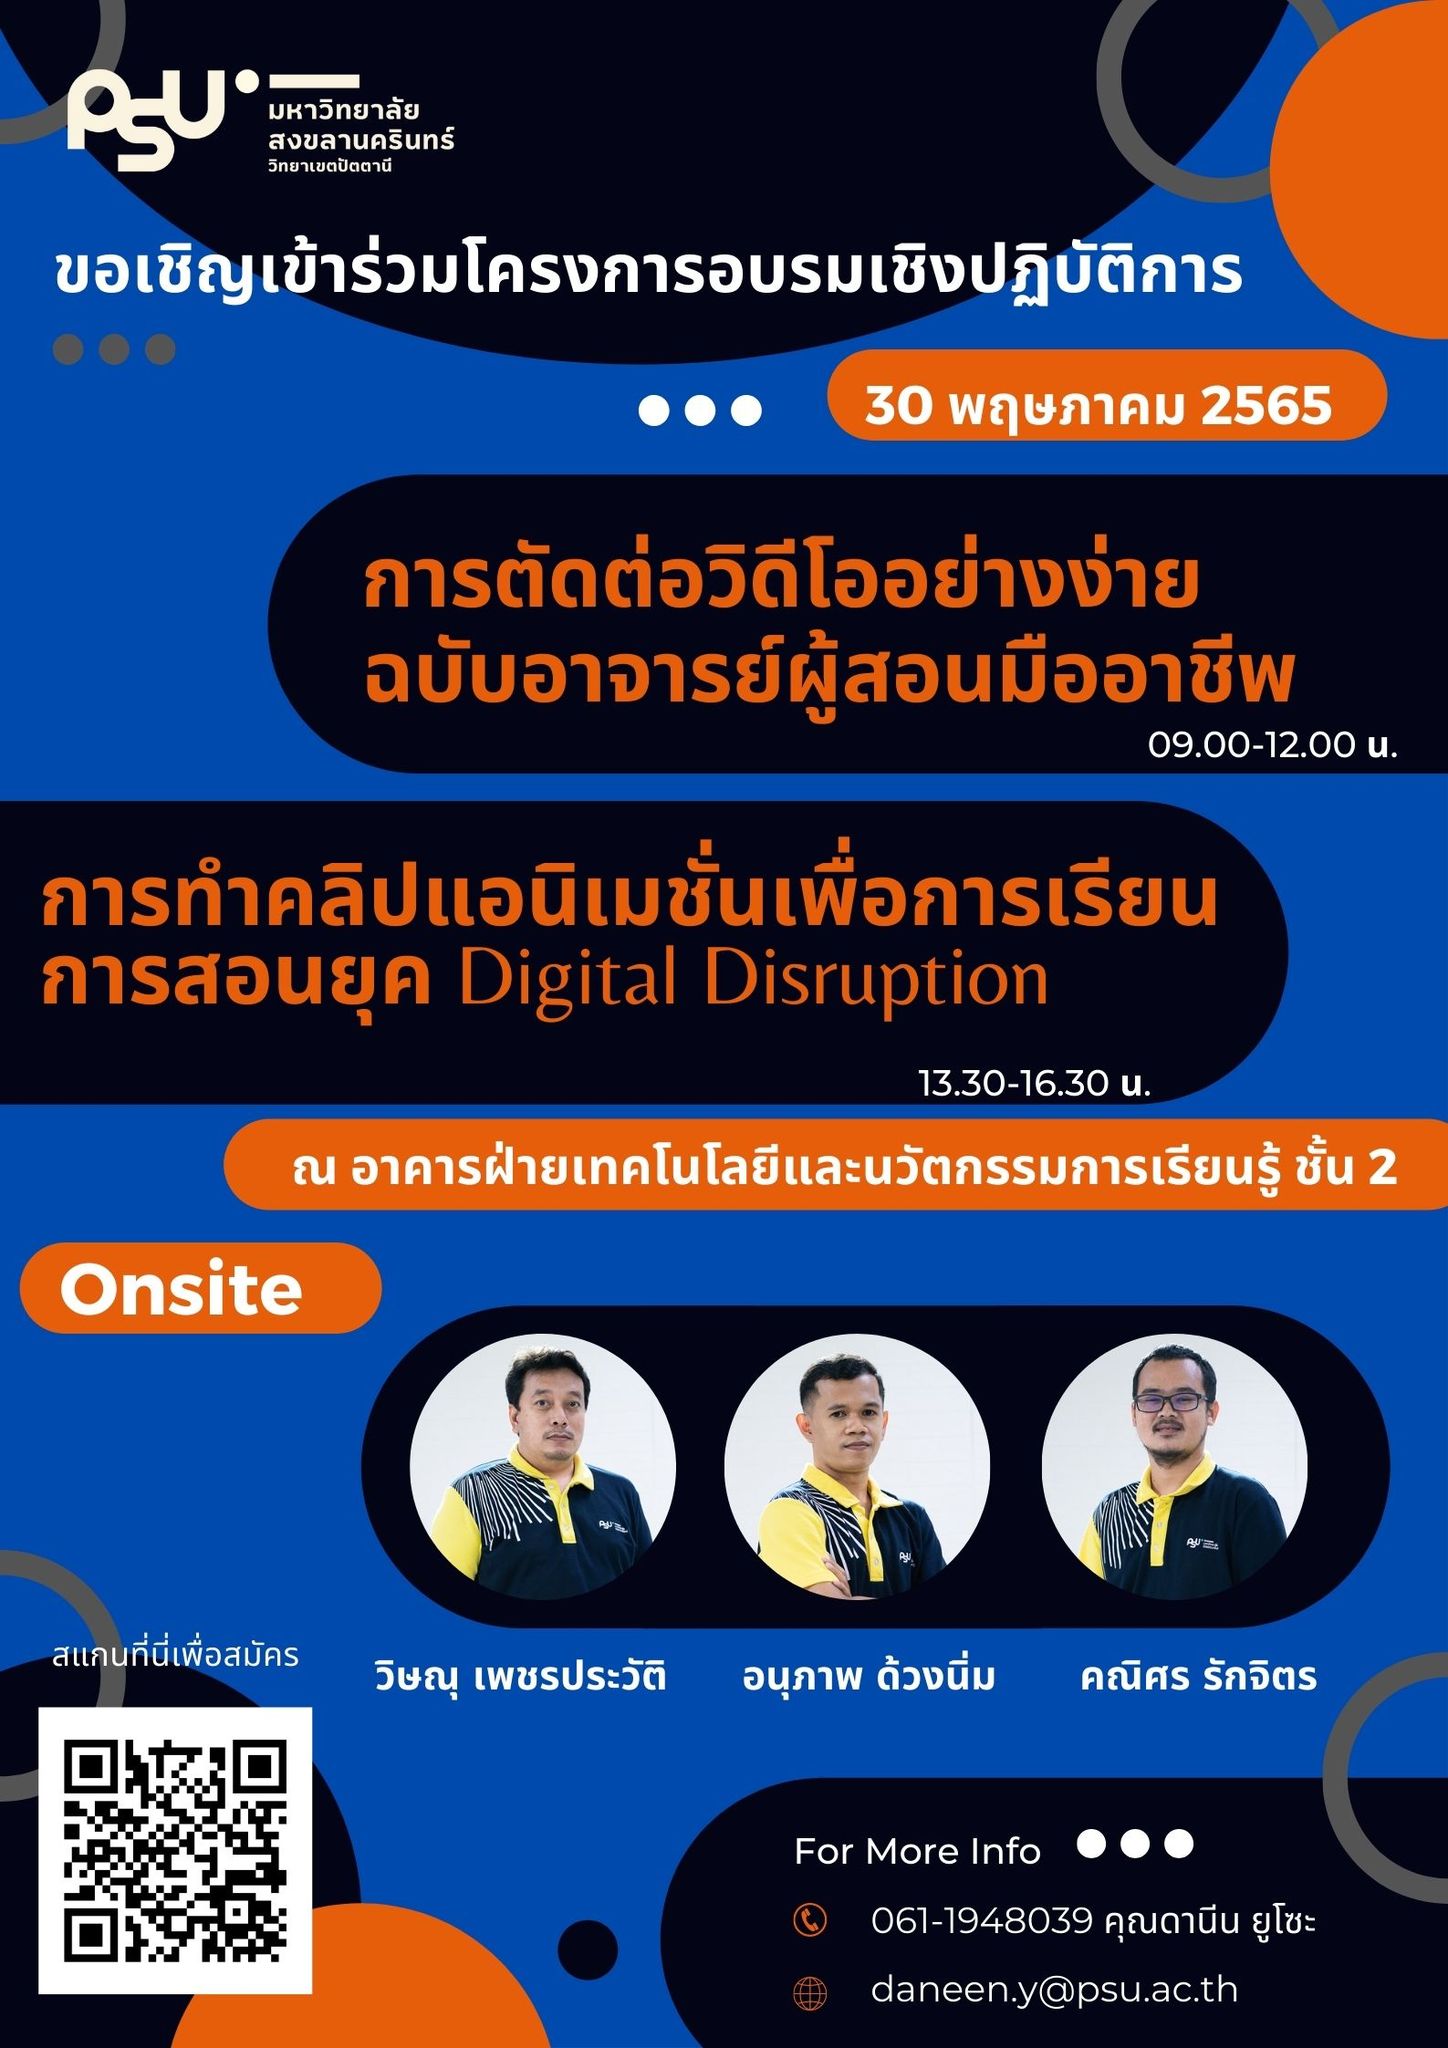 PSU
มหาวิทยาลัย
สงขลานครินทร์
วิทยาเขตปัตตานี
ขอเชิญเข้าร่วมโครงการอบรมเชิงปฏิบัติการ
30 พฤษภาคม 2565
การตัดต่อวิดีโออย่างง่าย
ฉบับอาจารย์ผู้สอนมืออาชีพ
09.00-12.00 น.
การทำคลิปแอนิเมชั่นเพื่อการเรียน
การสอนยุค Digital Disruption
13.30-16.30 น.
ณ อาคารฝ่ายเทคโนโลยีและนวัตกรรมการเรียนรู้ ชั้น 2
Onsite
PSU
PSU
PSU
วิษณุ เพชรประวัติ
อนุภาพ ด้วงนิ่ม
คณิศร รักจิตร
สแกนที่นี่เพื่อสมัคร
For More Info
061-1948039 คุณดานีน ยูโซะ
daneen.y@psu.ac.th